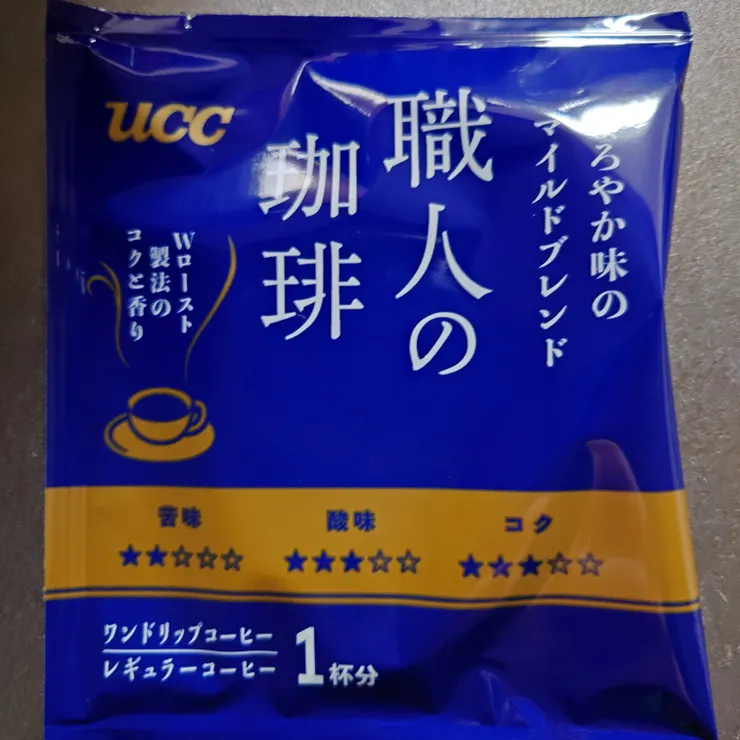 UCC
ろやか味の
マイルドブレンド
職人の
珈琲
Wロースト
製法の
コクと香り
苦味
★★☆☆☆
酸味
★★★☆☆
コク
★★★☆☆
ワンドリップコーヒー
レギュラーコーヒー
1杯分